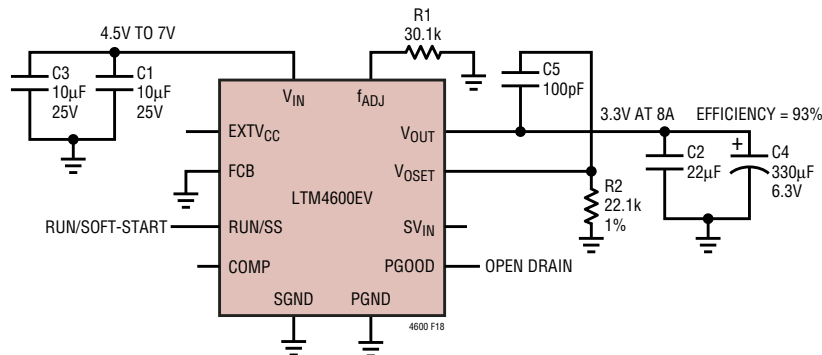 4.5V TO 7V
R1
30.1k
C3
10μF
25V
C1
10μF
25V
C5
100pF
VIN
fADJ
3.3V AT 8A EFFICIENCY = 93%
EXTVCC
VOUT
FCB
VOSET
LTM4600EV
+
C2
22μF
C4
330μF
6.3V
R2
22.1k
1%
RUN/SOFT-START
RUN/SS
SVIN
COMP
PGOOD
OPEN DRAIN
SGND
PGND
4600 F18